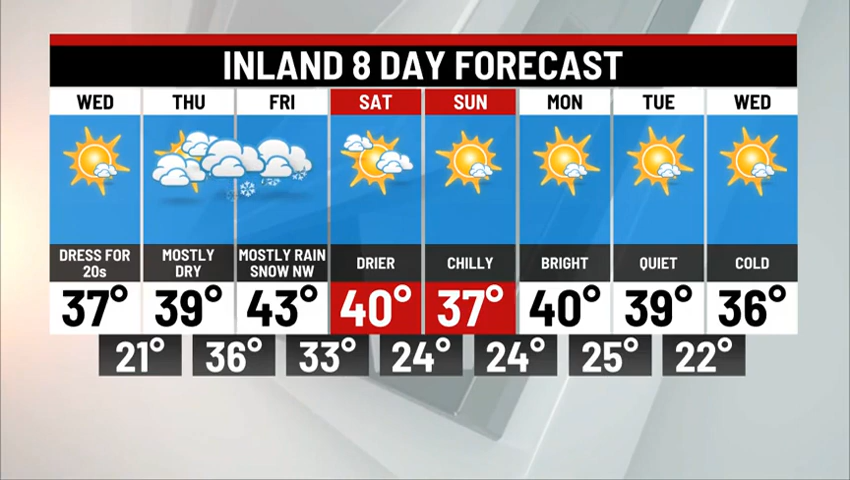 INLAND 8 DAY FORECAST
WED THU FRI SAT SUN MON TUE WED
DRESS FOR
20s
MOSTLY
DRY
MOSTLY RAIN
SNOW NW
DRIER
CHILLY
BRIGHT
QUIET
COLD
37° 39° 43° 40° 37° 40° 39° 36°
21° 36° 33° 24° 24° 25° 22°